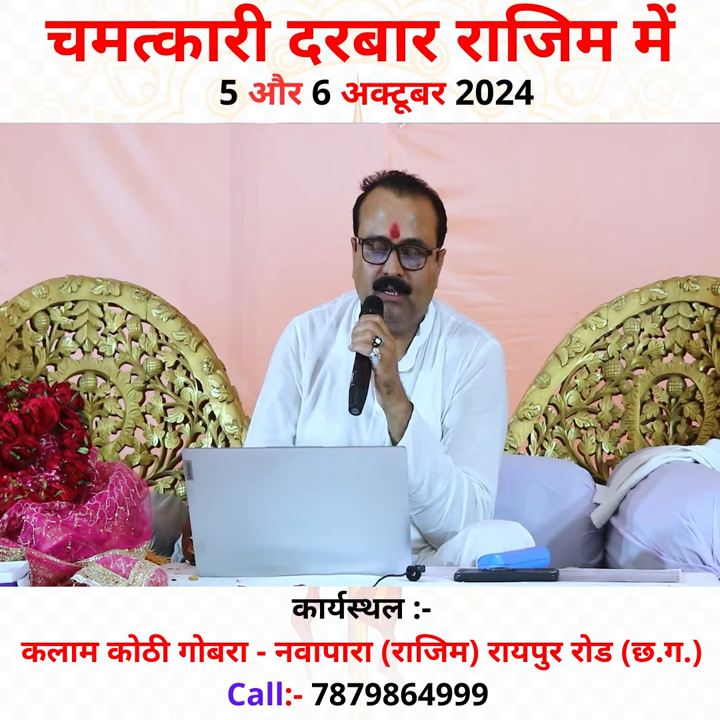 चमत्कारी दरबार राजिम में
5 और 6 अक्टूबर 2024
कार्यस्थल :-
कलाम कोठी गोबरा - नवापारा (राजिम) रायपुर रोड (छ.ग.)
Call:- 7879864999